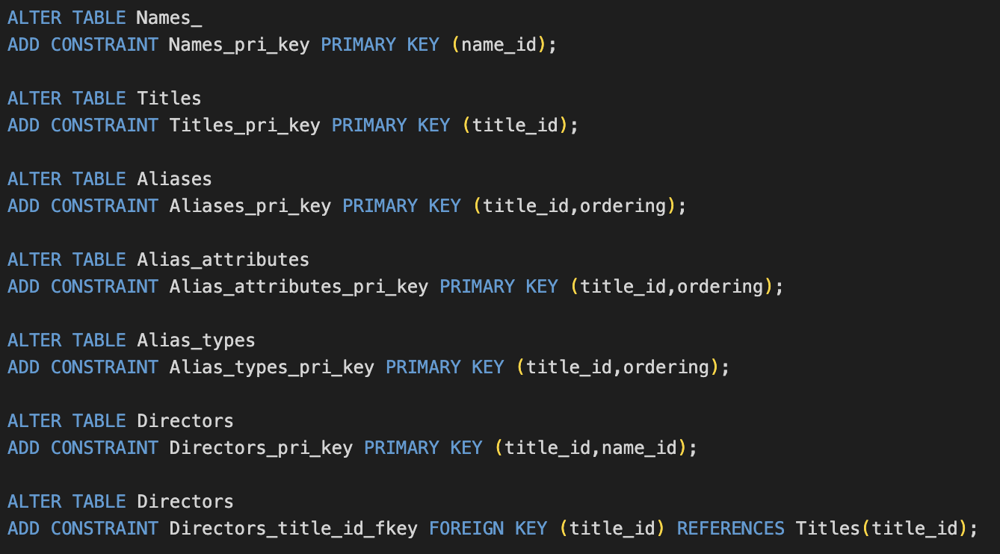 ALTER TABLE Names_
ADD CONSTRAINT Names_pri_key PRIMARY KEY (name_id);
ALTER TABLE Titles
ADD CONSTRAINT Titles_pri_key PRIMARY KEY (title_id);
ALTER TABLE Aliases
ADD CONSTRAINT Aliases_pri_key PRIMARY KEY (title_id,ordering);
ALTER TABLE Alias_attributes
ADD CONSTRAINT Alias_attributes_pri_key PRIMARY KEY (title_id,ordering);
ALTER TABLE Alias_types
ADD CONSTRAINT Alias_types_pri_key PRIMARY KEY (title_id,ordering);
ALTER TABLE Directors
ADD CONSTRAINT Directors_pri_key PRIMARY KEY (title_id,name_id);
ALTER TABLE Directors
ADD CONSTRAINT Directors_title_id_fkey FOREIGN KEY (title_id) REFERENCES Titles(title_id);